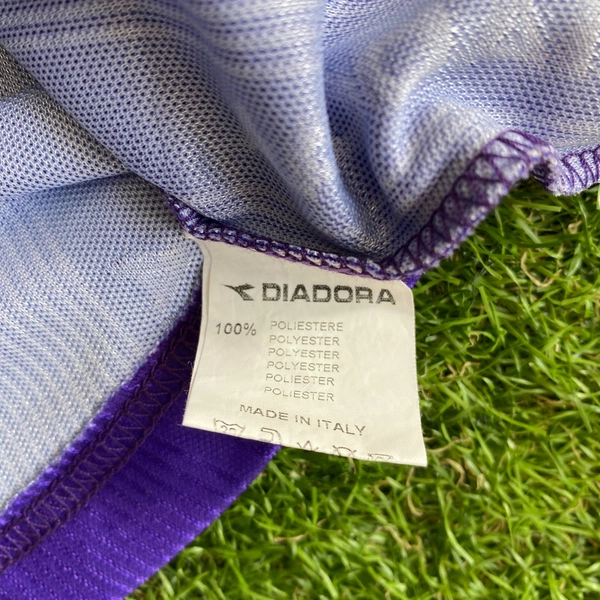 DIADORA
100% POLIESTERE
POLYESTER
POLYESTER
POLYESTER
POLIESTER
POLIESTER
MADE IN ITALY